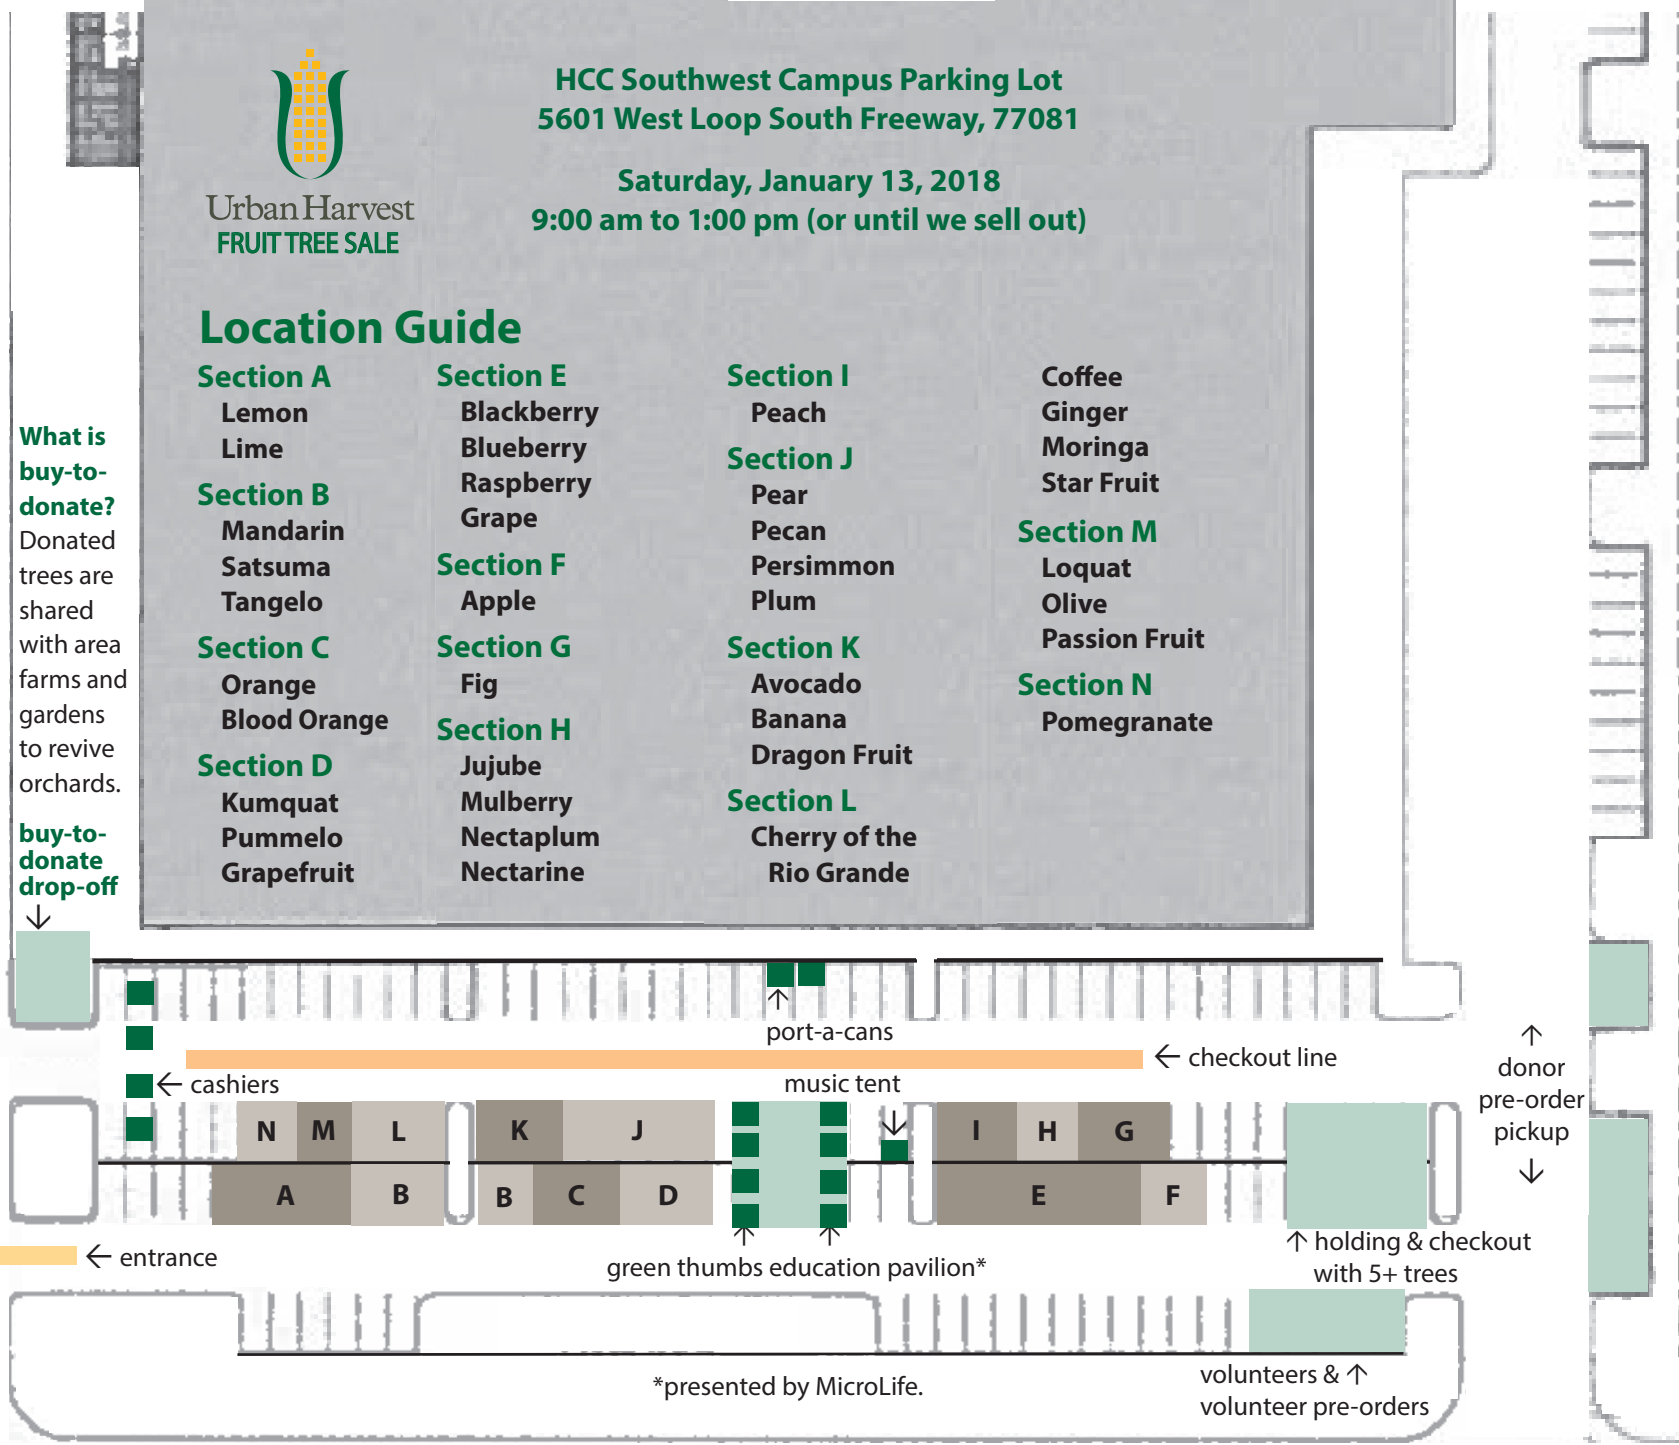 Urban Harvest
FRUIT TREE SALE
HCC Southwest Campus Parking Lot
5601 West Loop South Freeway, 77081
Saturday, January 13, 2018
9:00 am to 1:00 pm (or until we sell out)
Location Guide
Section A
Lemon
Lime
Section B
Mandarin
Satsuma
Tangelo
Section C
Orange
Blood Orange
Section D
Kumquat
Pummelo
Grapefruit
Section E
Blackberry
Blueberry
Raspberry
Grape
Section F
Apple
Section G
Fig
Section H
Jujube
Mulberry
Nectaplum
Nectarine
Section I
Peach
Section J
Pear
Pecan
Persimmon
Plum
Section K
Avocado
Banana
Dragon Fruit
Section L
Cherry of the
Rio Grande
Coffee
Ginger
Moringa
Star Fruit
Section M
Loquat
Olive
Passion Fruit
Section N
Pomegranate
What is
buy-to-
donate?
Donated
trees are
shared
with area
farms and
gardens
to revive
orchards.
buy-to-
donate
drop-off
↓
↑
port-a-cans
← checkout line
← cashiers
music tent
↓
↑
donor
pre-order
pickup
↓
N M L K J I H G
A B B C D E F
← entrance
↑ ↑
green thumbs education pavilion*
↑ holding & checkout
with 5+ trees
*presented by MicroLife.
volunteers & ↑
volunteer pre-orders